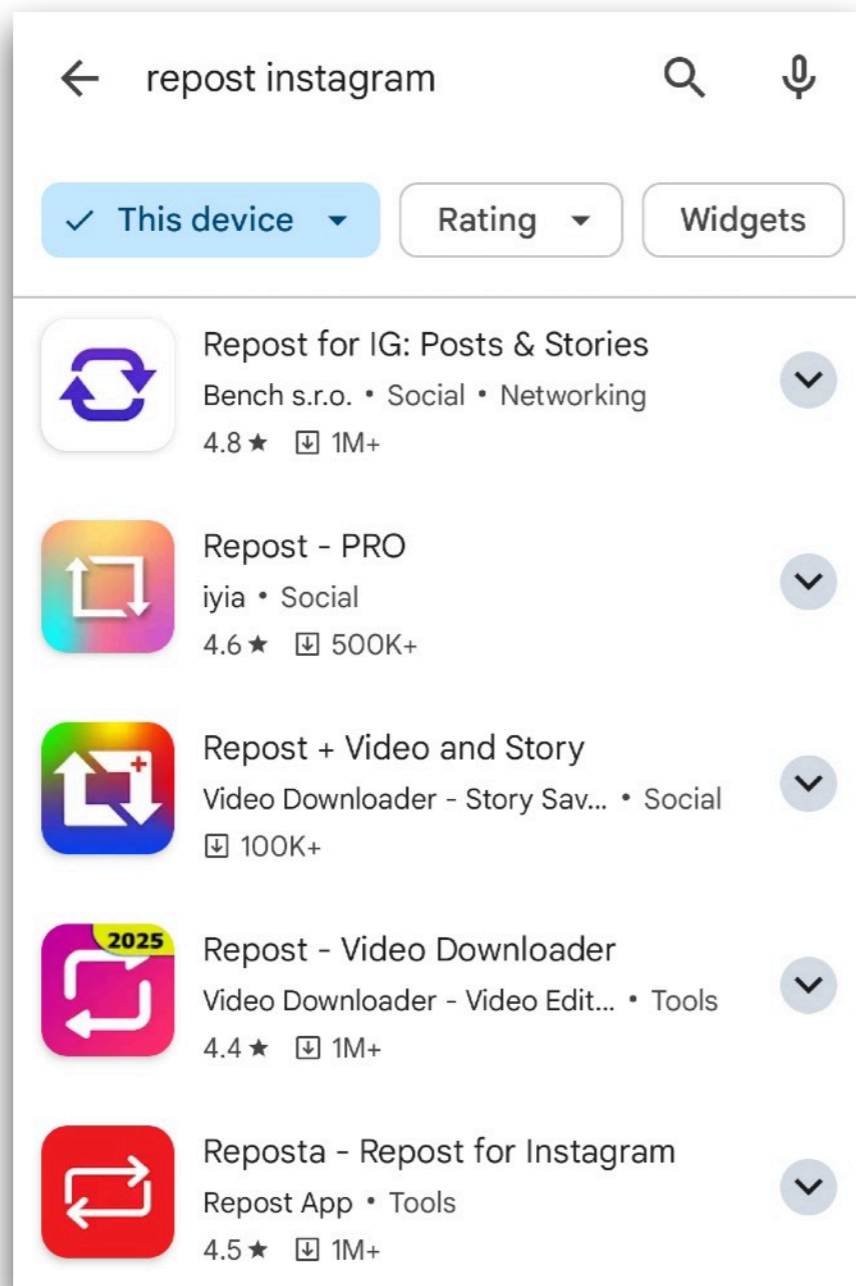 repost instagram
This device
Rating
Widgets
Repost for IG: Posts & Stories
Bench s.r.o. • Social • Networking
4.8★ 1M+
Repost - PRO
iyia • Social
4.6★ 500K+
Repost + Video and Story
Video Downloader - Story Sav... • Social
100K+
2025
Repost - Video Downloader
Video Downloader - Video Edit... • Tools
4.4★ 1M+
Reposta - Repost for Instagram
Repost App • Tools
4.5★ 1M+